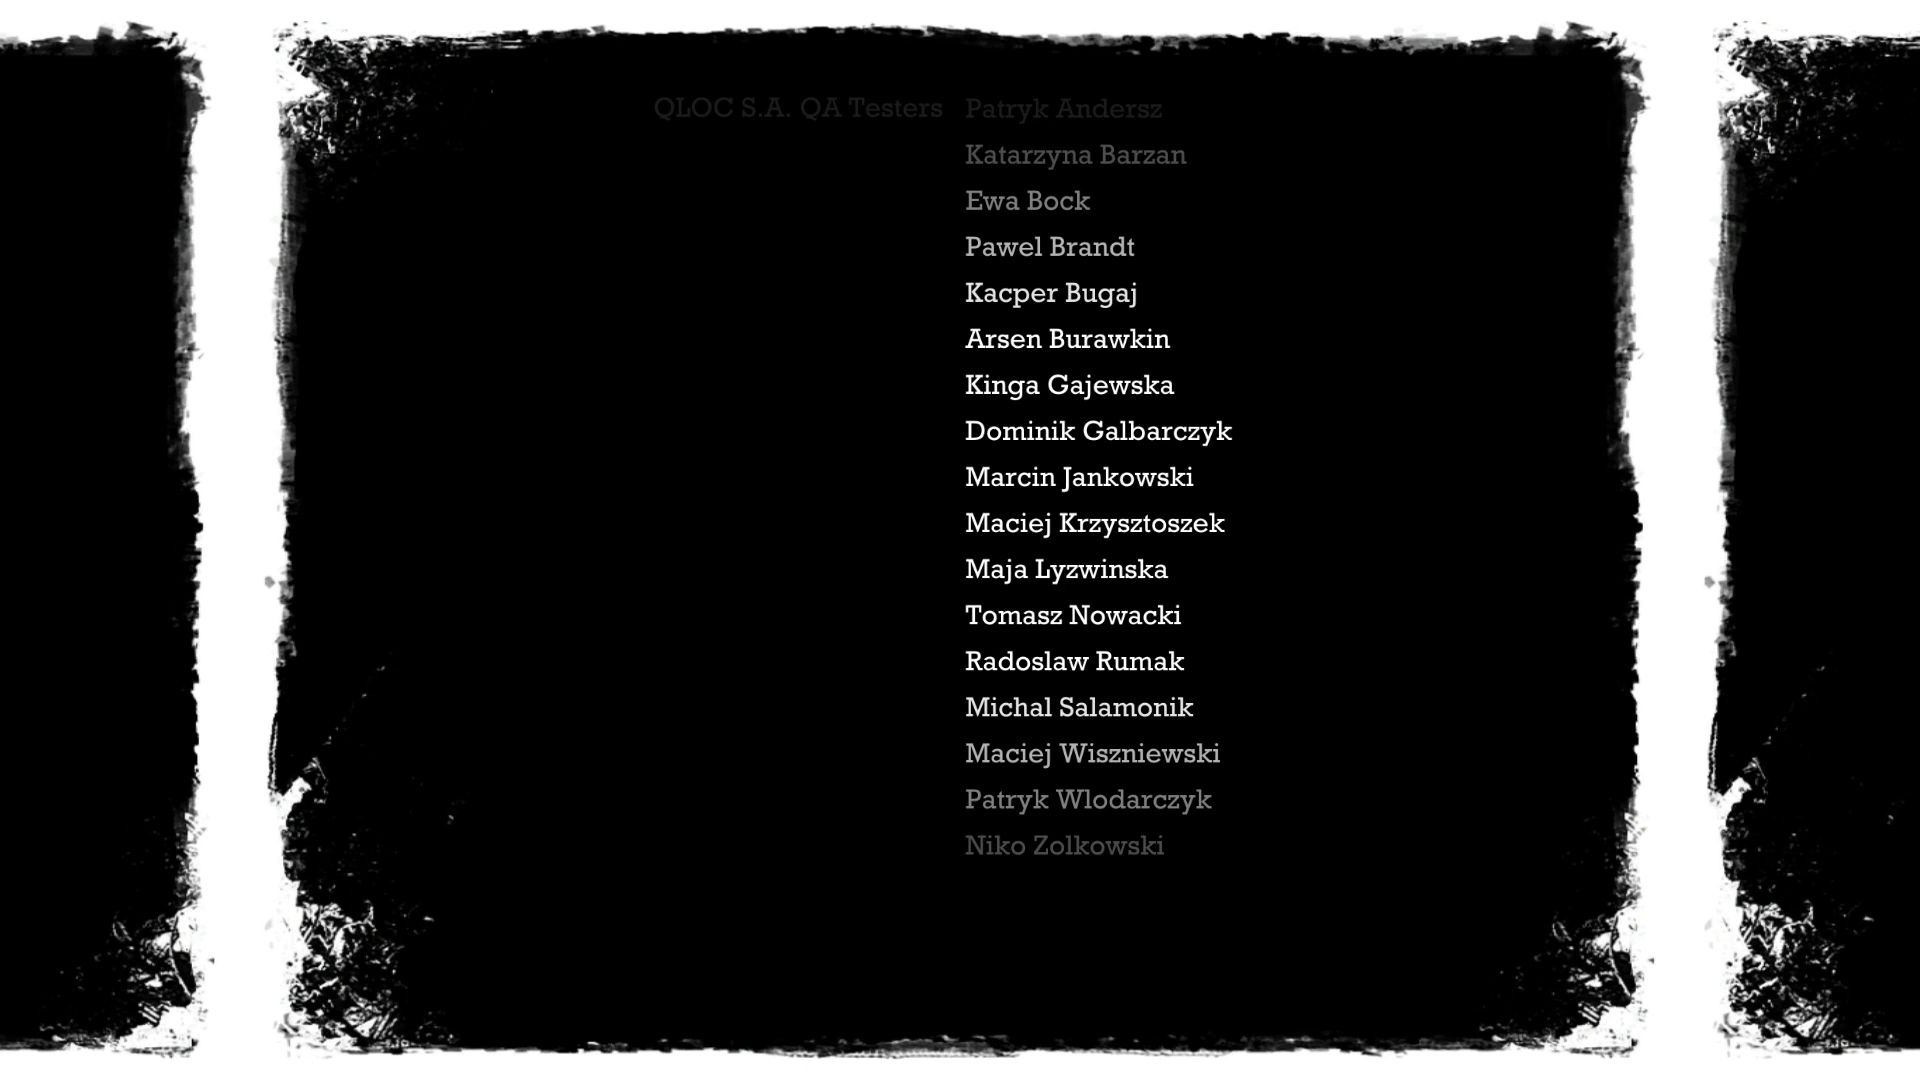 QLOC S.A. QA Testers Patryk Andersz
Katarzyna Barzan
Ewa Bock
Pawel Brandt
Kacper Bugaj
Arsen Burawkin
Kinga Gajewska
Dominik Galbarczyk
Marcin Jankowski
Maciej Krzysztoszek
Maja Lyzwinska
Tomasz Nowacki
Radoslaw Rumak
Michal Salamonik
Maciej Wiszniewski
Patryk Wlodarczyk
Niko Zolkowski